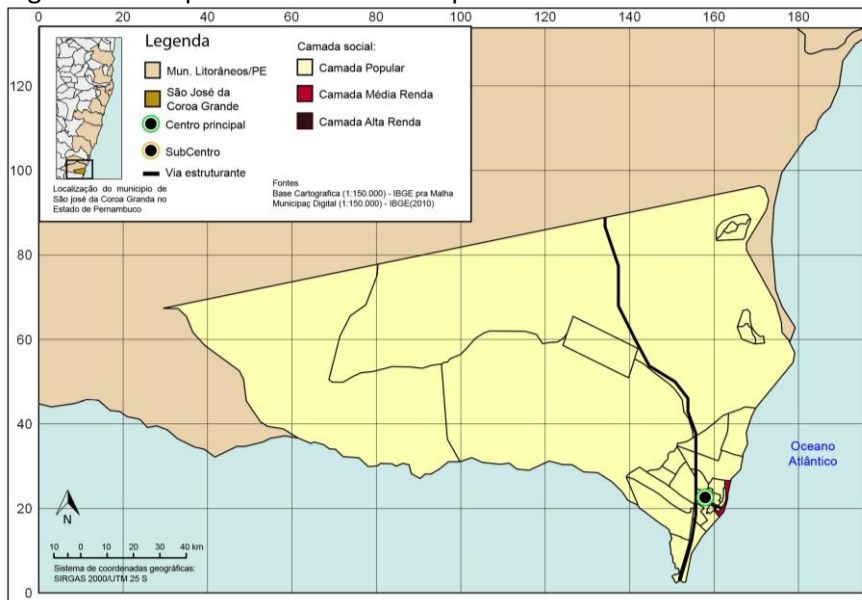 0 20 40 60 80 100 120 140 160 180
120
100
80
60
40
20
0
Legenda
Mun. Litorâneos/PE
São José da
Coroa Grande
Centro principal
SubCentro
Via estruturante
Camada social:
Camada Popular
Camada Média Renda
Camada Alta Renda
Localização do municipio de
São josé da Coroa Granda no
Estado de Pernambuco
Fontes
Base Cartografica (1:150.000) - IBGE pra Malha
Municipaç Digital (1:150.000) - IBGE(2010)
Oceano
Atlântico
N
10 0 10 20 40 km
Sistema de coordenadas geográficas:
SIRGAS 2000/UTM 25 S